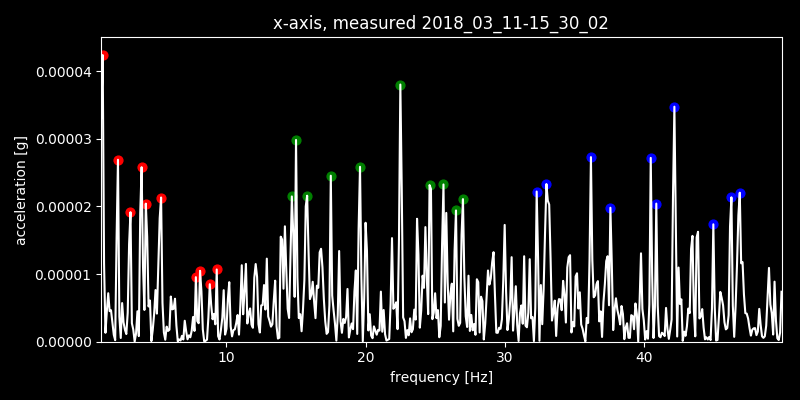 x-axis, measured 2018_03_11-15_30_02
0.00004
0.00003
0.00002
0.00001
0.00000
acceleration [g]
10 20 30 40
frequency [Hz]